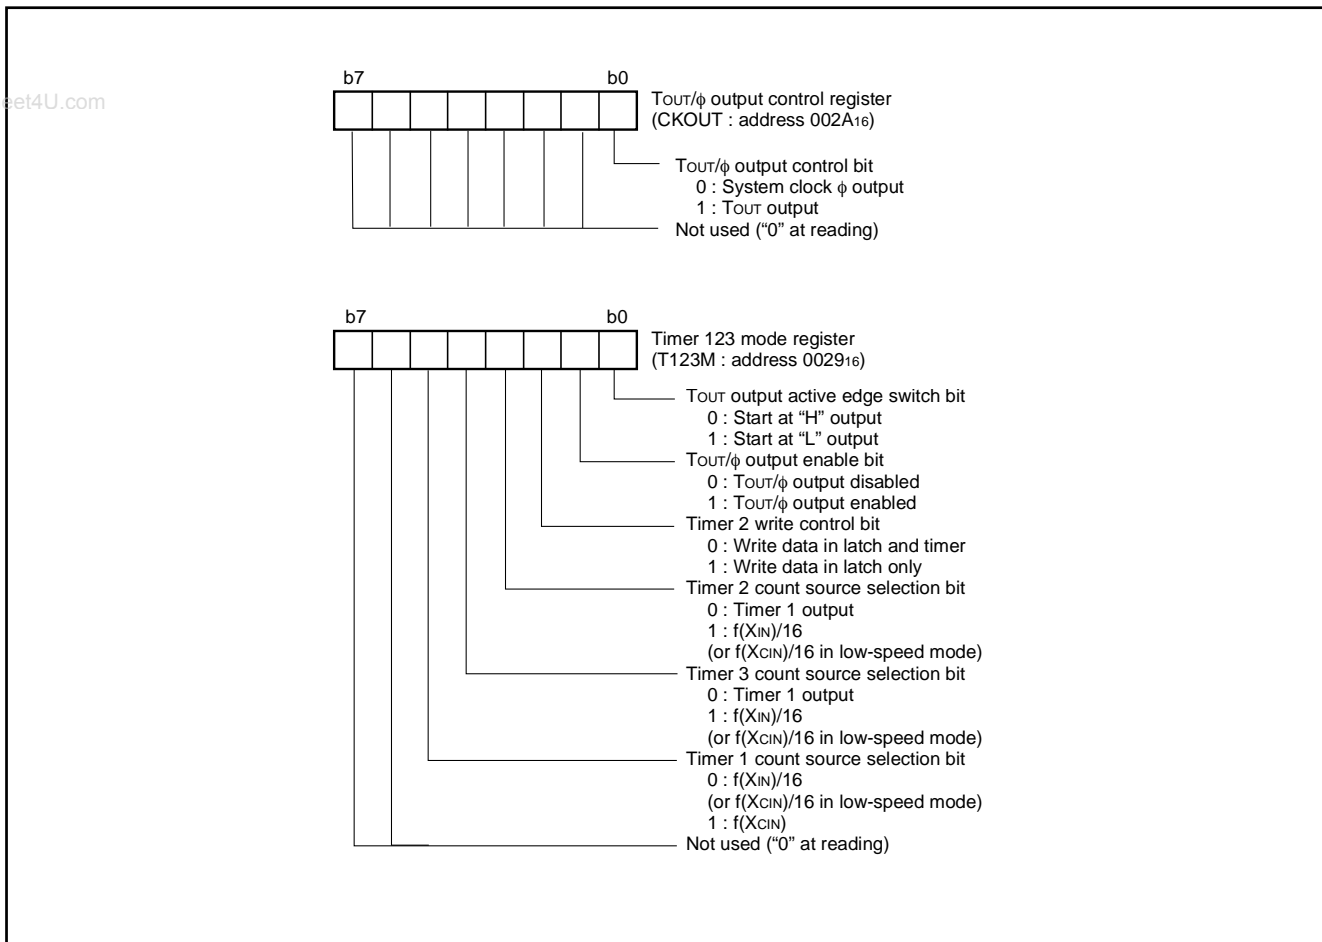 eet4U.com
b7 b0
TOUT/ϕ output control register
(CKOUT : address 002A16)
TOUT/ϕ output control bit
0 : System clock ϕ output
1 : TOUT output
Not used (“0” at reading)
b7 b0
Timer 123 mode register
(T123M : address 002916)
TOUT output active edge switch bit
0 : Start at “H” output
1 : Start at “L” output
TOUT/ϕ output enable bit
0 : TOUT/ϕ output disabled
1 : TOUT/ϕ output enabled
Timer 2 write control bit
0 : Write data in latch and timer
1 : Write data in latch only
Timer 2 count source selection bit
0 : Timer 1 output
1 : f(XIN)/16
(or f(XCIN)/16 in low-speed mode)
Timer 3 count source selection bit
0 : Timer 1 output
1 : f(XIN)/16
(or f(XCIN)/16 in low-speed mode)
Timer 1 count source selection bit
0 : f(XIN)/16
(or f(XCIN)/16 in low-speed mode)
1 : f(XCIN)
Not used (“0” at reading)